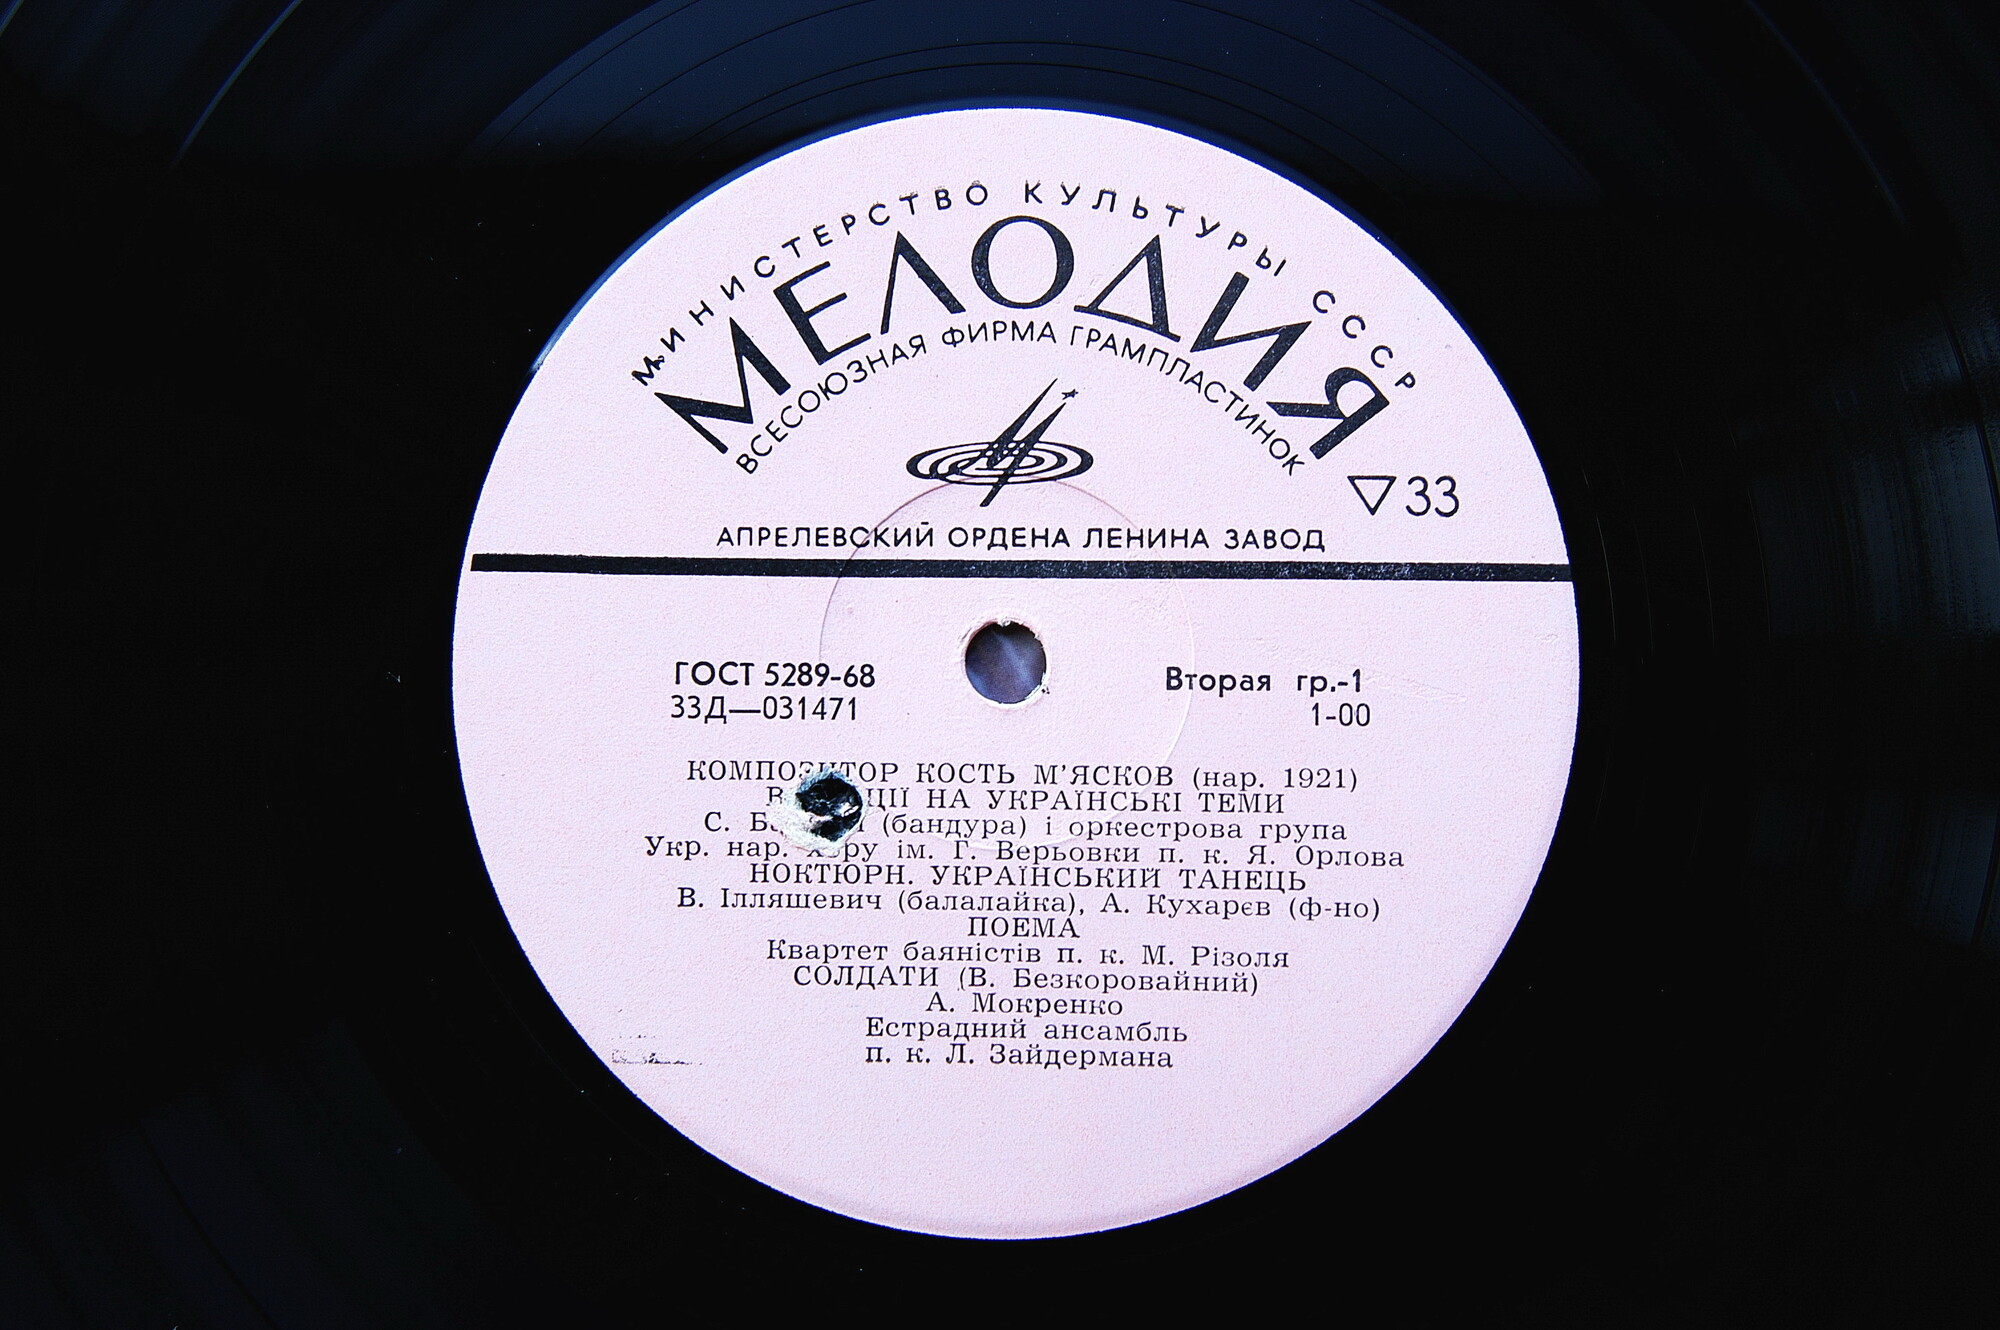 МИНИСТЕРСТВО КУЛЬТУРЫ СССР
МЕЛОДИЯ
ВСЕСОЮЗНАЯ ФИРМА ГРАМПЛАСТИНОК
▽33
АПРЕЛЕВСКИЙ ОРДЕНА ЛЕНИНА ЗАВОД
ГОСТ 5289-68
33Д—031471
Вторая гр.-1
1-00
КОМПОЗИТОР КОСТЬ М'ЯСКОВ (нар. 1921)
НА УКРАЇНСЬКІ ТЕМИ
С. (бандура) і оркестрова група
Укр. нар. хору ім. Г. Верьовки п. к. Я. Орлова
НОКТЮРН. УКРАЇНСЬКИЙ ТАНЕЦЬ
В. Ілляшевич (балалайка), А. Кухарєв (ф-но)
ПОЕМА
Квартет баяністів п. к. М. Різоля
СОЛДАТИ (В. Безкоровайний)
А. Мокренко
Естрадний ансамбль
п. к. Л. Зайдермана